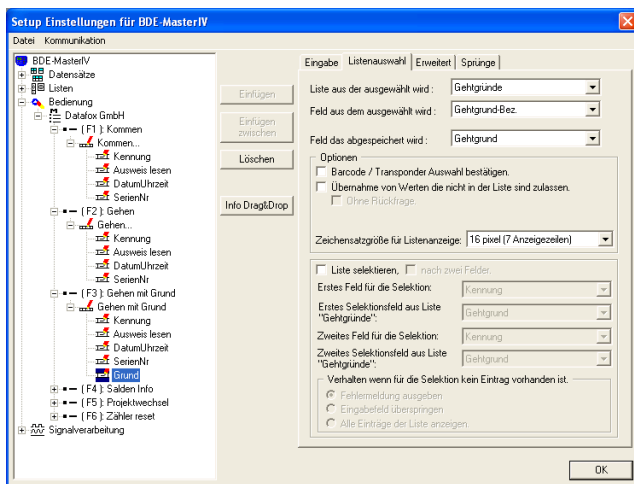 Setup Einstellungen für BDE-MasterIV
Datei Kommunikation
BDE-MasterIV
Datensätze
Listen
Bedienung
Datafox GmbH
( F1 ): Kommen
Kommen...
Kennung
Ausweis lesen
DatumUhrzeit
SerienNr
( F2 ): Gehen
Gehen...
Kennung
Ausweis lesen
DatumUhrzeit
SerienNr
( F3 ): Gehen mit Grund
Gehen mit Grund
Kennung
Ausweis lesen
DatumUhrzeit
SerienNr
Grund
( F4 ): Salden Info
( F5 ): Projektwechsel
( F6 ): Zähler reset
Signalverarbeitung
Einfügen
Einfügen
zwischen
Löschen
Info Drag&Drop
Eingabe Listenauswahl Erweitert Sprünge
Liste aus der ausgewählt wird : Gehtgründe
Feld aus dem ausgewählt wird : Gehtgrund-Bez.
Feld das abgespeichert wird : Gehtgrund
Optionen
Barcode / Transponder Auswahl bestätigen.
Übernahme von Werten die nicht in der Liste sind zulassen.
Ohne Rückfrage.
Zeichensatzgröße für Listenanzeige: 16 pixel (7 Anzeigezeilen)
Liste selektieren, nach zwei Felder.
Erstes Feld für die Selektion: Kennung
Erstes Selektionsfeld aus Liste
"Gehtgründe": Gehtgrund
Zweites Feld für die Selektion: Kennung
Zweites Selektionsfeld aus Liste
"Gehtgründe": Gehtgrund
Verhalten wenn für die Selektion kein Eintrag vorhanden ist.
Fehlermeldung ausgeben
Eingabefeld überspringen
Alle Einträge der Liste anzeigen.
OK